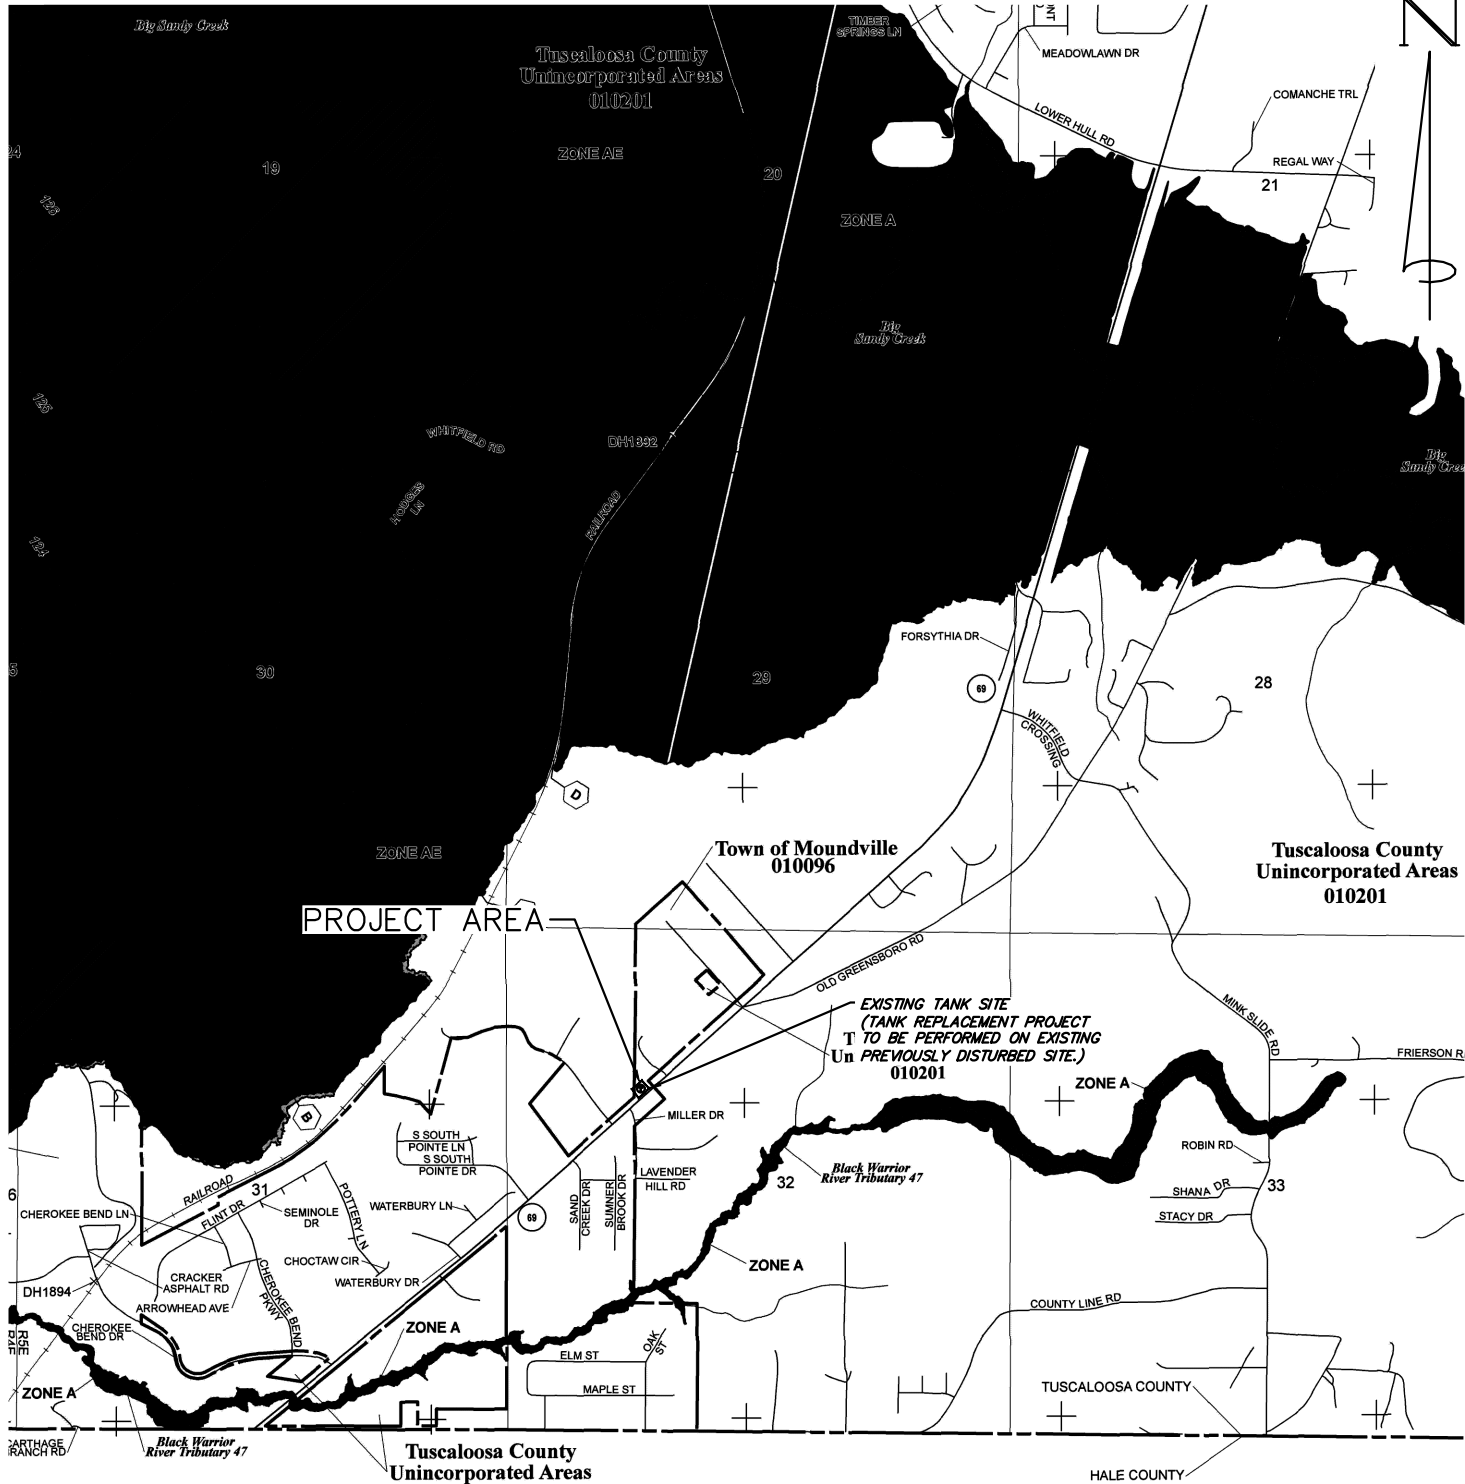 Big Sandy Creek
Tuscaloosa County
Unincorporated Areas
010201
TIMBER
SPRINGS LN
MEADOWLAWN DR
N
COMANCHE TRL
LOWER HULL RD
REGAL WAY
24
19
ZONE AE
20
21
126
ZONE A
Big
Sandy Creek
126
WHITFIELD RD
DH1892
HODGES
LN
RAILROAD
124
Big
Sandy Cree
FORSYTHIA DR
69
30
29
28
WHITFIELD
CROSSING
D
ZONE AE
Town of Moundville
010096
Tuscaloosa County
Unincorporated Areas
010201
PROJECT AREA
OLD GREENSBORO RD
EXISTING TANK SITE
(TANK REPLACEMENT PROJECT
T TO BE PERFORMED ON EXISTING
Un PREVIOUSLY DISTURBED SITE.)
010201
MINK SLIDE RD
FRIERSON R
ZONE A
B
MILLER DR
S SOUTH
POINTE LN
S SOUTH
POINTE DR
ROBIN RD
LAVENDER
HILL RD
Black Warrior
River Tributary 47
32
33
SHANA DR
STACY DR
RAILROAD
31
FLINT DR
CHEROKEE BEND LN
SEMINOLE
DR
POTTERY LN
WATERBURY LN
69
SAND
CREEK DR
SUMNER
BROOK DR
CHOCTAW CIR
WATERBURY DR
ZONE A
CRACKER
ASPHALT RD
DH1894
ARROWHEAD AVE
CHEROKEE BEND
PKWY
CHEROKEE
BEND DR
COUNTY LINE RD
ZONE A
R5E
OAK
ST
ELM ST
MAPLE ST
ZONE A
TUSCALOOSA COUNTY
CARTHAGE
RANCH RD
Black Warrior
River Tributary 47
Tuscaloosa County
Unincorporated Areas
HALE COUNTY